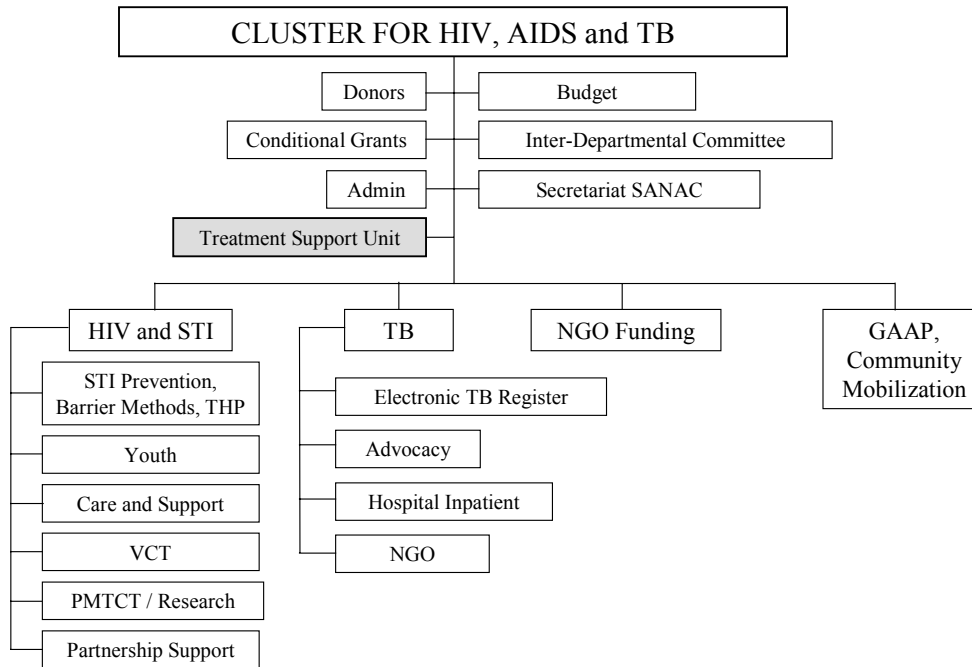 CLUSTER FOR HIV, AIDS and TB
Donors
Budget
Conditional Grants
Inter-Departmental Committee
Admin
Secretariat SANAC
Treatment Support Unit
HIV and STI
TB
NGO Funding
GAAP,
Community
Mobilization
STI Prevention,
Barrier Methods, THP
Youth
Care and Support
VCT
PMTCT / Research
Partnership Support
Electronic TB Register
Advocacy
Hospital Inpatient
NGO